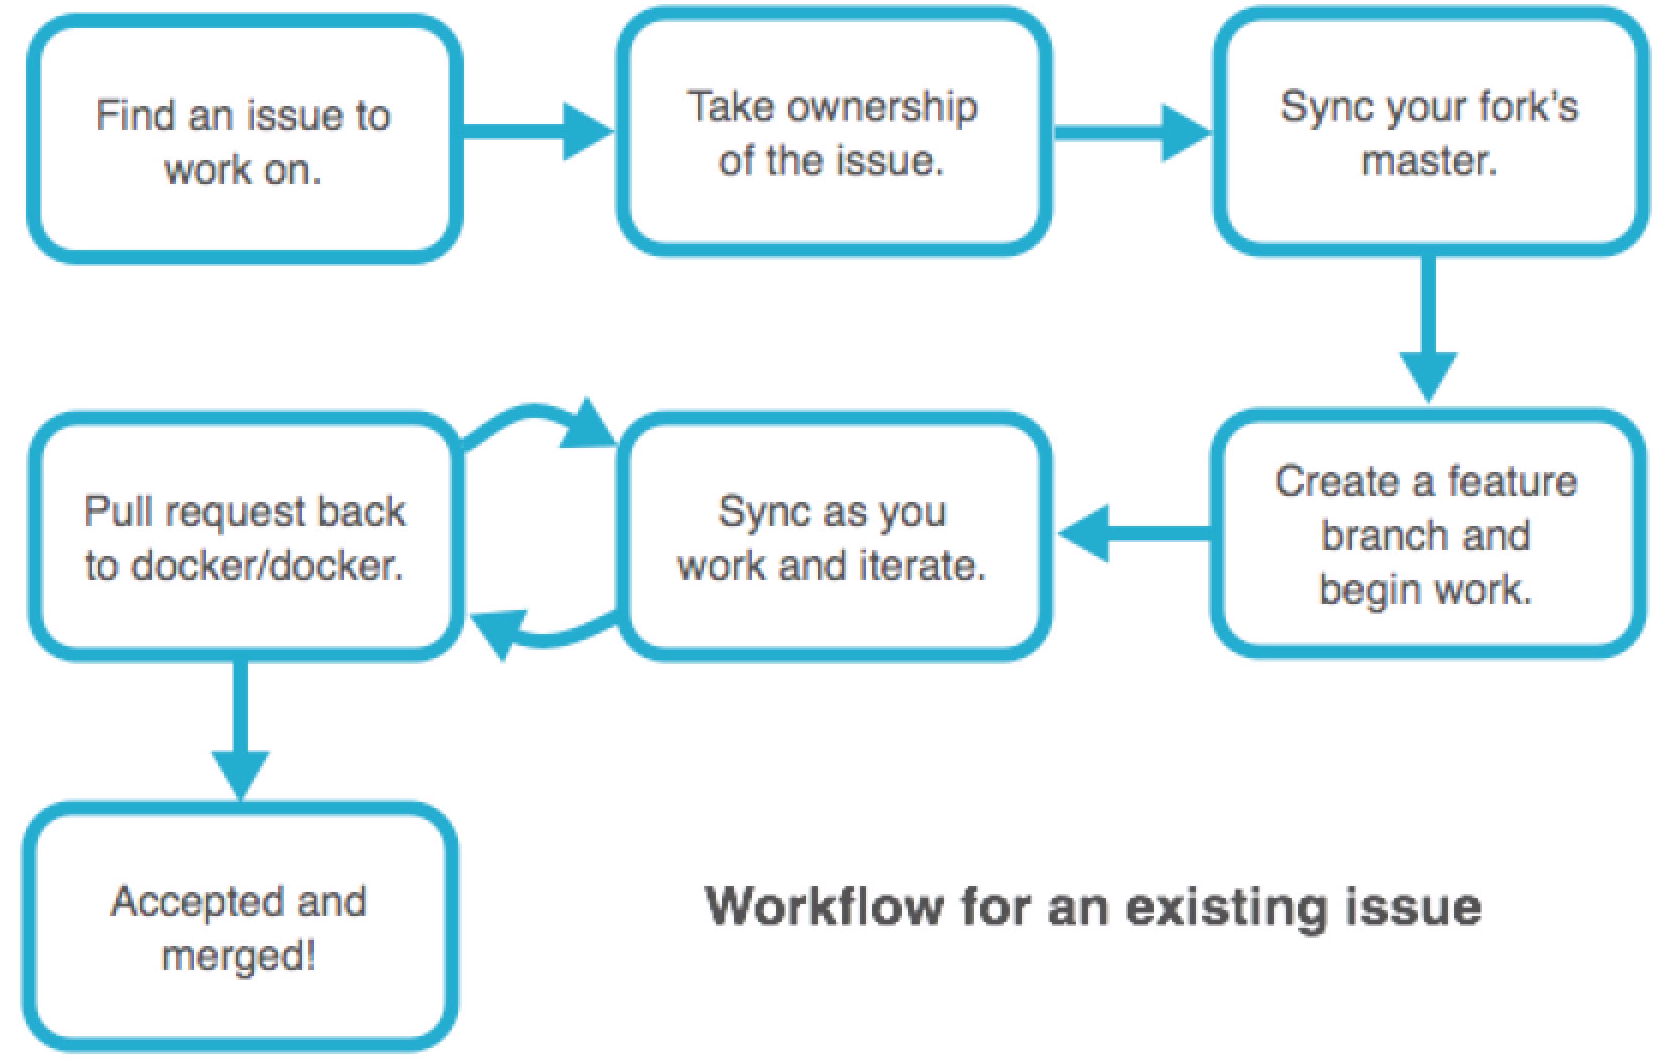 Find an issue to
work on.
Take ownership
of the issue.
Sync your fork's
master.
Create a feature
branch and
begin work.
Sync as you
work and iterate.
Pull request back
to docker/docker.
Accepted and
merged!
Workflow for an existing issue